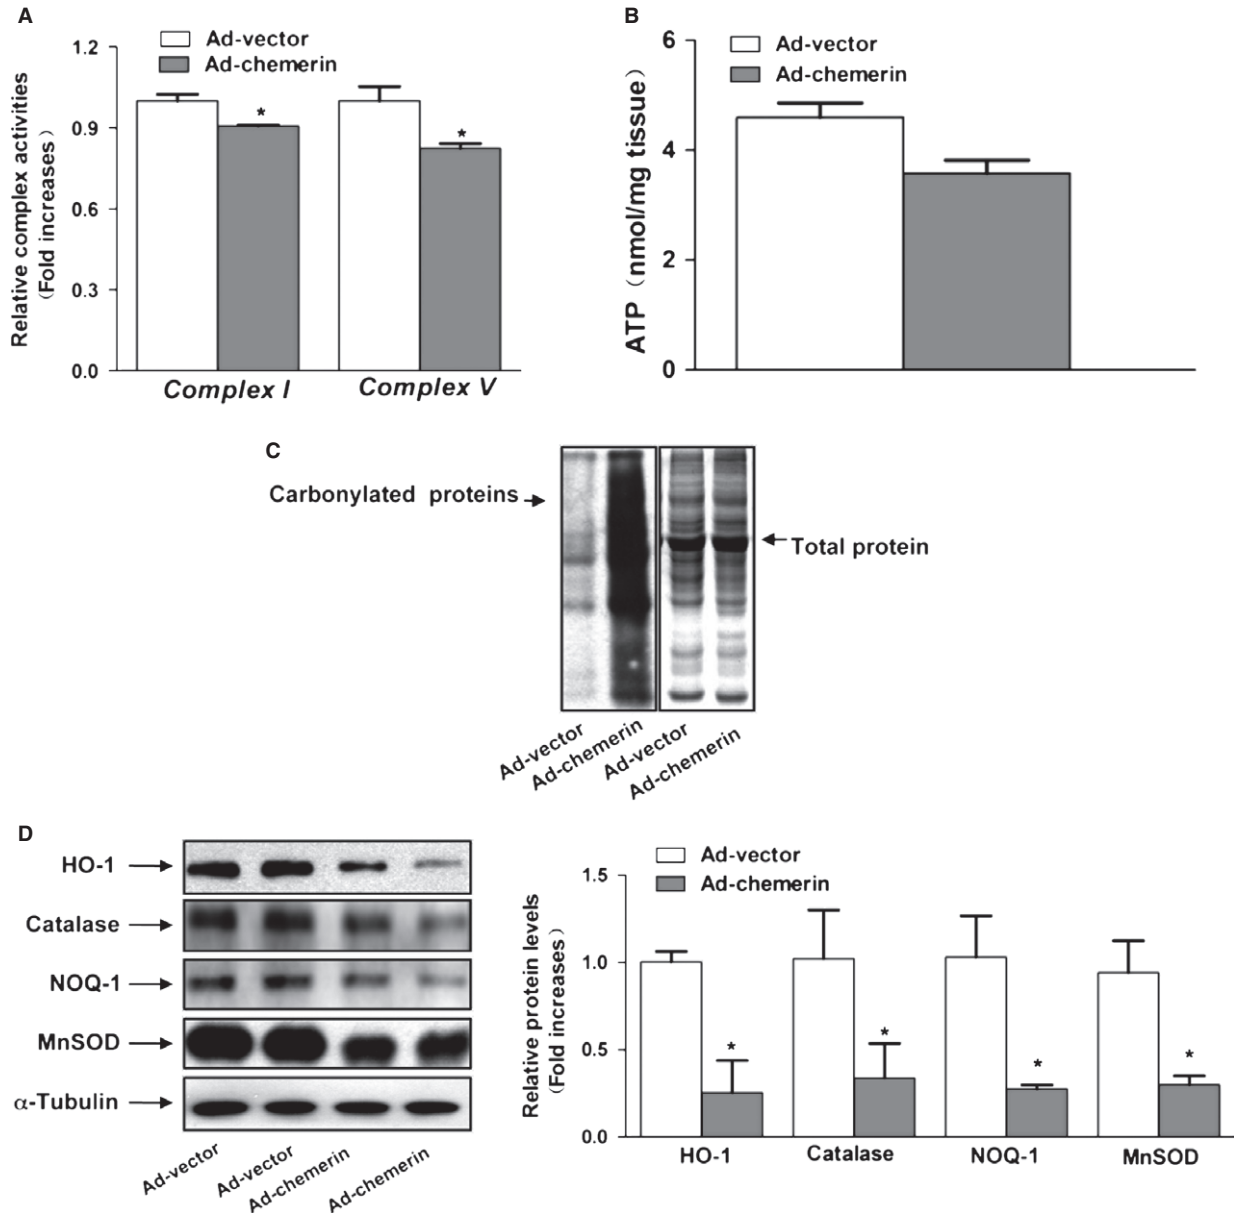 A
Ad-vector
Ad-chemerin
Relative complex activities
(Fold increases)
1.2
0.9
0.6
0.3
0.0
*
*
Complex I
Complex V
B
Ad-vector
Ad-chemerin
ATP (nmol/mg tissue)
6
4
2
0
C
Carbonylated proteins
Total protein
Ad-vector
Ad-chemerin
Ad-vector
Ad-chemerin
D
HO-1
Catalase
NOQ-1
MnSOD
α-Tubulin
Ad-vector
Ad-vector
Ad-chemerin
Ad-chemerin
Ad-vector
Ad-chemerin
Relative protein levels
(Fold increases)
1.5
1.0
0.5
0.0
*
*
*
*
HO-1
Catalase
NOQ-1
MnSOD